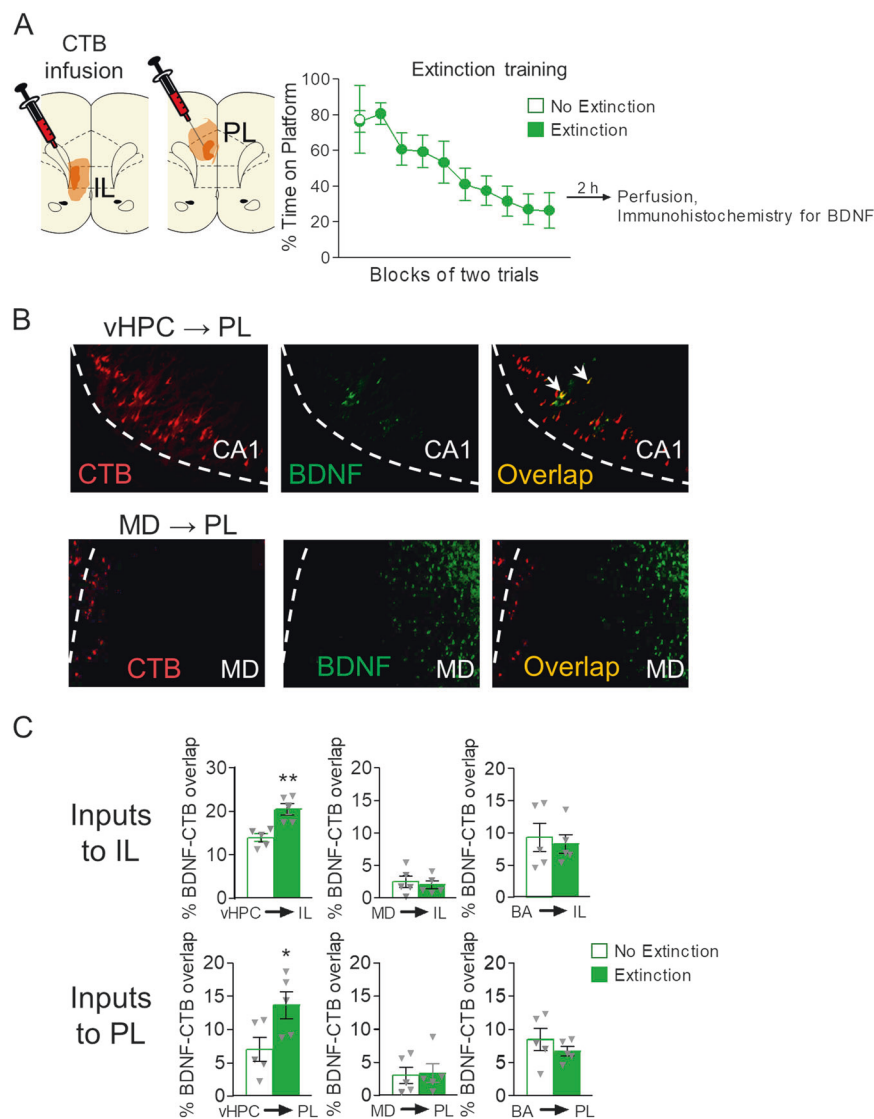 A
CTB
infusion
IL
PL
Extinction training
% Time on Platform
100
80
60
40
20
0
No Extinction
Extinction
2 h
Perfusion,
Immunohistochemistry for BDNF
Blocks of two trials
B
vHPC → PL
CTB
CA1
BDNF
CA1
Overlap
CA1
MD → PL
CTB
MD
BDNF
MD
Overlap
MD
C
Inputs
to IL
% BDNF-CTB overlap
30
20
10
0
**
vHPC → IL
% BDNF-CTB overlap
20
15
10
5
0
MD → IL
% BDNF-CTB overlap
20
15
10
5
0
BA → IL
No Extinction
Extinction
Inputs
to PL
% BDNF-CTB overlap
20
15
10
5
0
*
vHPC → PL
% BDNF-CTB overlap
20
15
10
5
0
MD → PL
% BDNF-CTB overlap
20
15
10
5
0
BA → PL